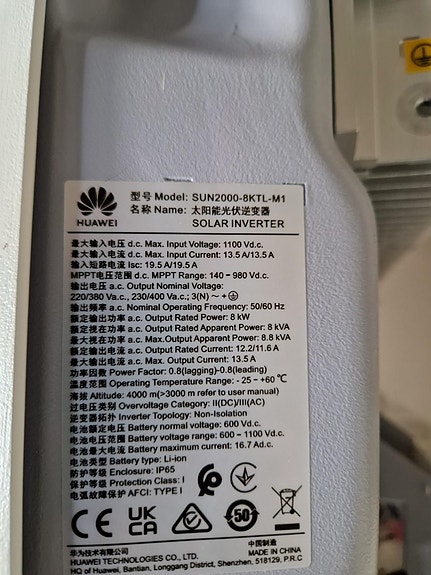 型号 Model: SUN2000-8KTL-M1
名称 Name: 太阳能光伏逆变器
SOLAR INVERTER
HUAWEI
最大输入电压 d.c. Max. Input Voltage: 1100 Vd.c.
最大输入电流 d.c. Max. Input Current: 13.5 A/13.5 A
输入短路电流 Isc: 19.5 A/19.5 A
MPPT电压范围 d.c. MPPT Range: 140 - 980 Vd.c.
输出电压 a.c. Output Nominal Voltage:
220/380 Va.c., 230/400 Va.c.; 3(N) ~ +
输出频率 a.c. Nominal Operating Frequency: 50/60 Hz
额定输出功率 a.c. Output Rated Power: 8 kW
额定视在功率 a.c. Output Rated Apparent Power: 8 kVA
最大视在功率 a.c. Output Max. Apparent Power: 8.8 kVA
额定输出电流 a.c. Output Rated Current: 12.2/11.6 A
最大输出电流 a.c. Max. Output Current: 13.5 A
功率因数 Power Factor: 0.8(lagging)-0.8(leading)
温度范围 Operating Temperature Range: - 25 - +60 ℃
海拔 Altitude: 4000 m(>3000 m refer to user manual)
过电压类别 Overvoltage Category: II(DC)/III(AC)
逆变器拓扑 Inverter Topology: Non-Isolation
电池额定电压 Battery normal voltage: 600 Vd.c.
电池电压范围 Battery voltage range: 600 - 1100 Vd.c.
电池最大电流 Battery maximum current: 16.7 Ad.c.
电池类型 Battery type: Li-ion
防护等级 Enclosure: IP65
保护等级 Protection Class: I
电弧故障保护 AFCI: TYPE I
CE UK CA 50
华为技术有限公司 中国制造
HUAWEI TECHNOLOGIES CO., LTD. MADE IN CHINA
HQ of Huawei, Bantian, Longgang District, Shenzhen, 518129, P.R.C